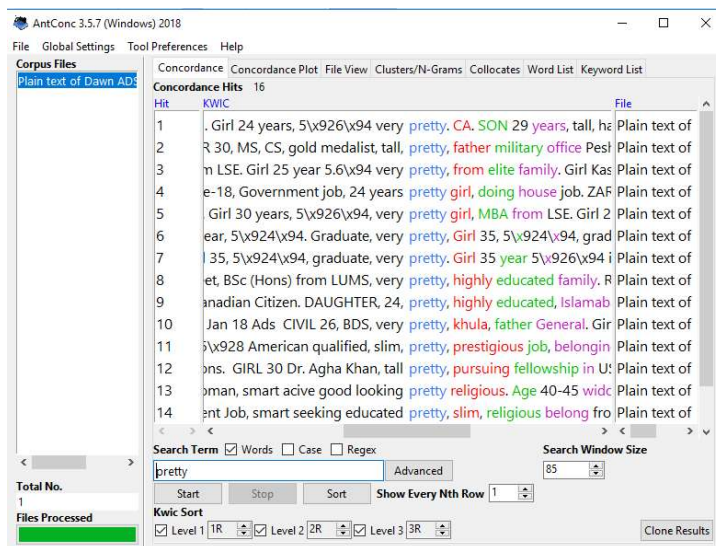 AntConc 3.5.7 (Windows) 2018
File Global Settings Tool Preferences Help
Corpus Files
Plain text of Dawn ADS
Concordance Concordance Plot File View Clusters/N-Grams Collocates Word List Keyword List
Concordance Hits 16
Hit KWIC File
1 . Girl 24 years, 5\x926\x94 very pretty. CA. SON 29 years, tall, ha Plain text of
2 R 30, MS, CS, gold medalist, tall, pretty, father military office Pesh Plain text of
3 m LSE. Girl 25 year 5.6\x94 very pretty, from elite family. Girl Kas Plain text of
4 e-18, Government job, 24 years pretty girl, doing house job. ZAR Plain text of
5 . Girl 30 years, 5\x926\x94, very pretty girl, MBA from LSE. Girl 2 Plain text of
6 ear, 5\x924\x94. Graduate, very pretty, Girl 35, 5\x924\x94, grad Plain text of
7 l 35, 5\x924\x94, graduate, very pretty. Girl 35 year 5\x926\x94 i Plain text of
8 et, BSc (Hons) from LUMS, very pretty, highly educated family. R Plain text of
9 anadian Citizen. DAUGHTER, 24, pretty, highly educated, Islamab Plain text of
10 Jan 18 Ads CIVIL 26, BDS, very pretty, khula, father General. Gir Plain text of
11 5\x928 American qualified, slim, pretty, prestigious job, belongin Plain text of
12 ons. GIRL 30 Dr. Agha Khan, tall pretty, pursuing fellowship in US Plain text of
13 oman, smart acive good looking pretty religious. Age 40-45 widc Plain text of
14 ent Job, smart seeking educated pretty, slim, religious belong fro Plain text of
Search Term Words Case Regex Search Window Size
pretty Advanced 85
Start Stop Sort Show Every Nth Row 1
Total No.
1
Files Processed
Kwic Sort
Level 1 1R Level 2 2R Level 3 3R Clone Results